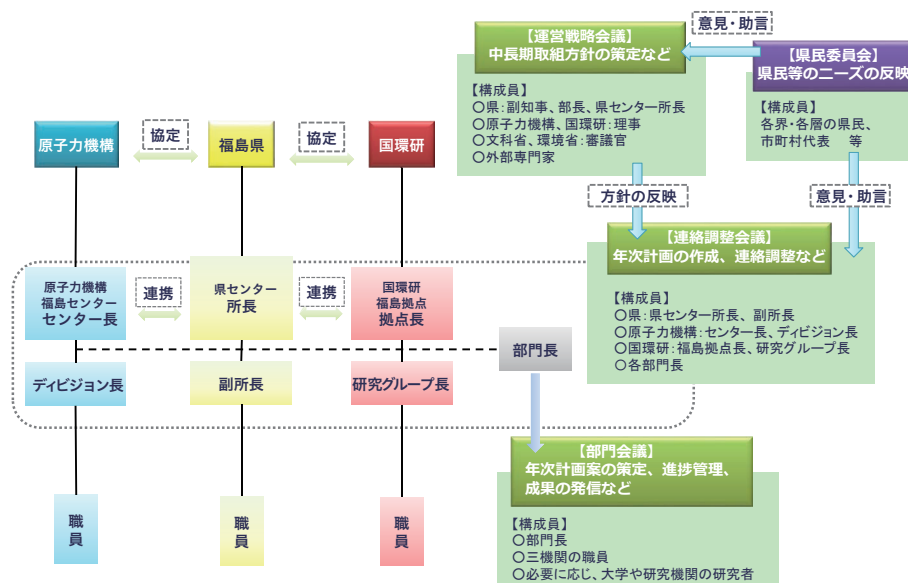 原子力機構
協定
福島県
協定
国環研
原子力機構
福島センター
センター長
連携
県センター
所長
連携
国環研
福島拠点
拠点長
部門長
ディビジョン長
副所長
研究グループ長
職員
職員
職員
【運営戦略会議】
中長期取組方針の策定など
【構成員】
○県:副知事、部長、県センター所長
○原子力機構、国環研:理事
○文科省、環境省:審議官
○外部専門家
意見・助言
【県民委員会】
県民等のニーズの反映
【構成員】
各界・各層の県民、
市町村代表 等
方針の反映
意見・助言
【連絡調整会議】
年次計画の作成、連絡調整など
【構成員】
○県:県センター所長、副所長
○原子力機構:センター長、ディビジョン長
○国環研:福島拠点長、研究グループ長
○各部門長
【部門会議】
年次計画案の策定、進捗管理、
成果の発信など
【構成員】
○部門長
○三機関の職員
○必要に応じ、大学や研究機関の研究者